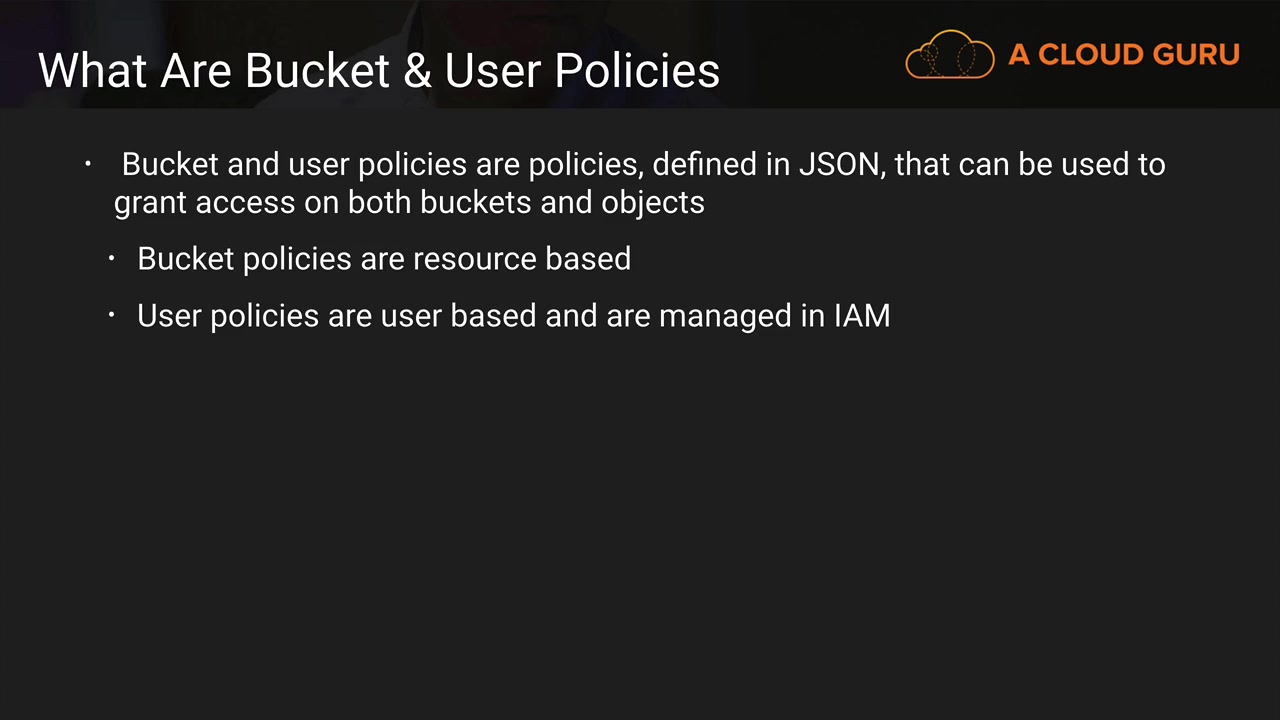 What Are Bucket & User Policies
A CLOUD GURU
• Bucket and user policies are policies, defined in JSON, that can be used to
grant access on both buckets and objects
• Bucket policies are resource based
• User policies are user based and are managed in IAM